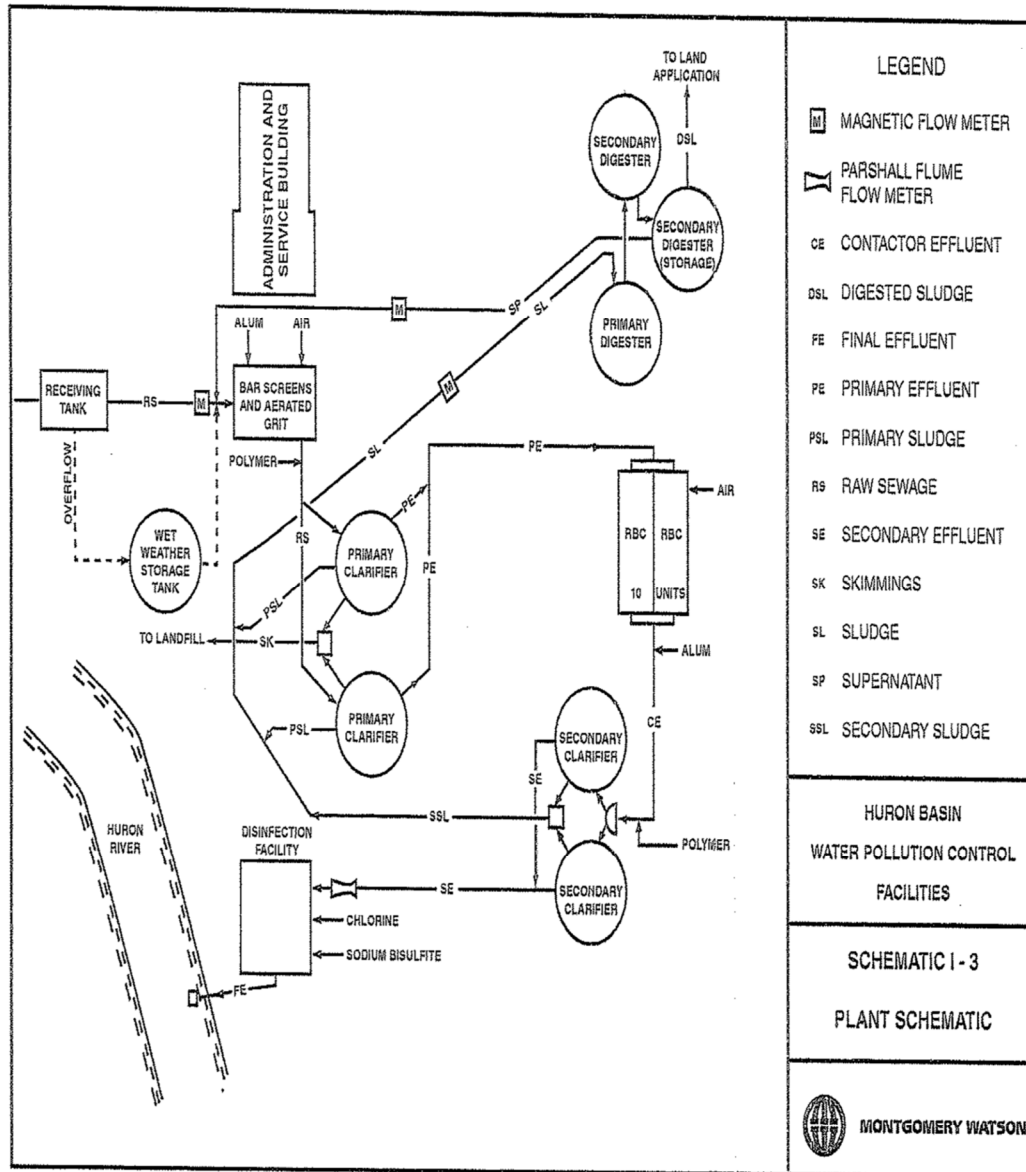 TO LAND
APPLICATION
ADMINISTRATION AND
SERVICE BUILDING
SECONDARY
DIGESTER
DSL
SECONDARY
DIGESTER
(STORAGE)
SP
SL
M
PRIMARY
DIGESTER
ALUM
AIR
M
RECEIVING
TANK
RS
M
BAR SCREENS
AND AERATED
GRIT
SL
POLYMER
PE
PE
OVERFLOW
AIR
RBC
RBC
10
UNITS
WET
WEATHER
STORAGE
TANK
RS
PRIMARY
CLARIFIER
PE
PSL
TO LANDFILL
SK
ALUM
PRIMARY
CLARIFIER
PSL
CE
SECONDARY
CLARIFIER
SE
HURON
RIVER
SSL
POLYMER
DISINFECTION
FACILITY
SE
SECONDARY
CLARIFIER
CHLORINE
SODIUM BISULFITE
FE
LEGEND
M MAGNETIC FLOW METER
PARSHALL FLUME
FLOW METER
CE CONTACTOR EFFLUENT
DSL DIGESTED SLUDGE
FE FINAL EFFLUENT
PE PRIMARY EFFLUENT
PSL PRIMARY SLUDGE
RS RAW SEWAGE
SE SECONDARY EFFLUENT
SK SKIMMINGS
SL SLUDGE
SP SUPERNATANT
SSL SECONDARY SLUDGE
HURON BASIN
WATER POLLUTION CONTROL
FACILITIES
SCHEMATIC I - 3
PLANT SCHEMATIC
MONTGOMERY WATSON